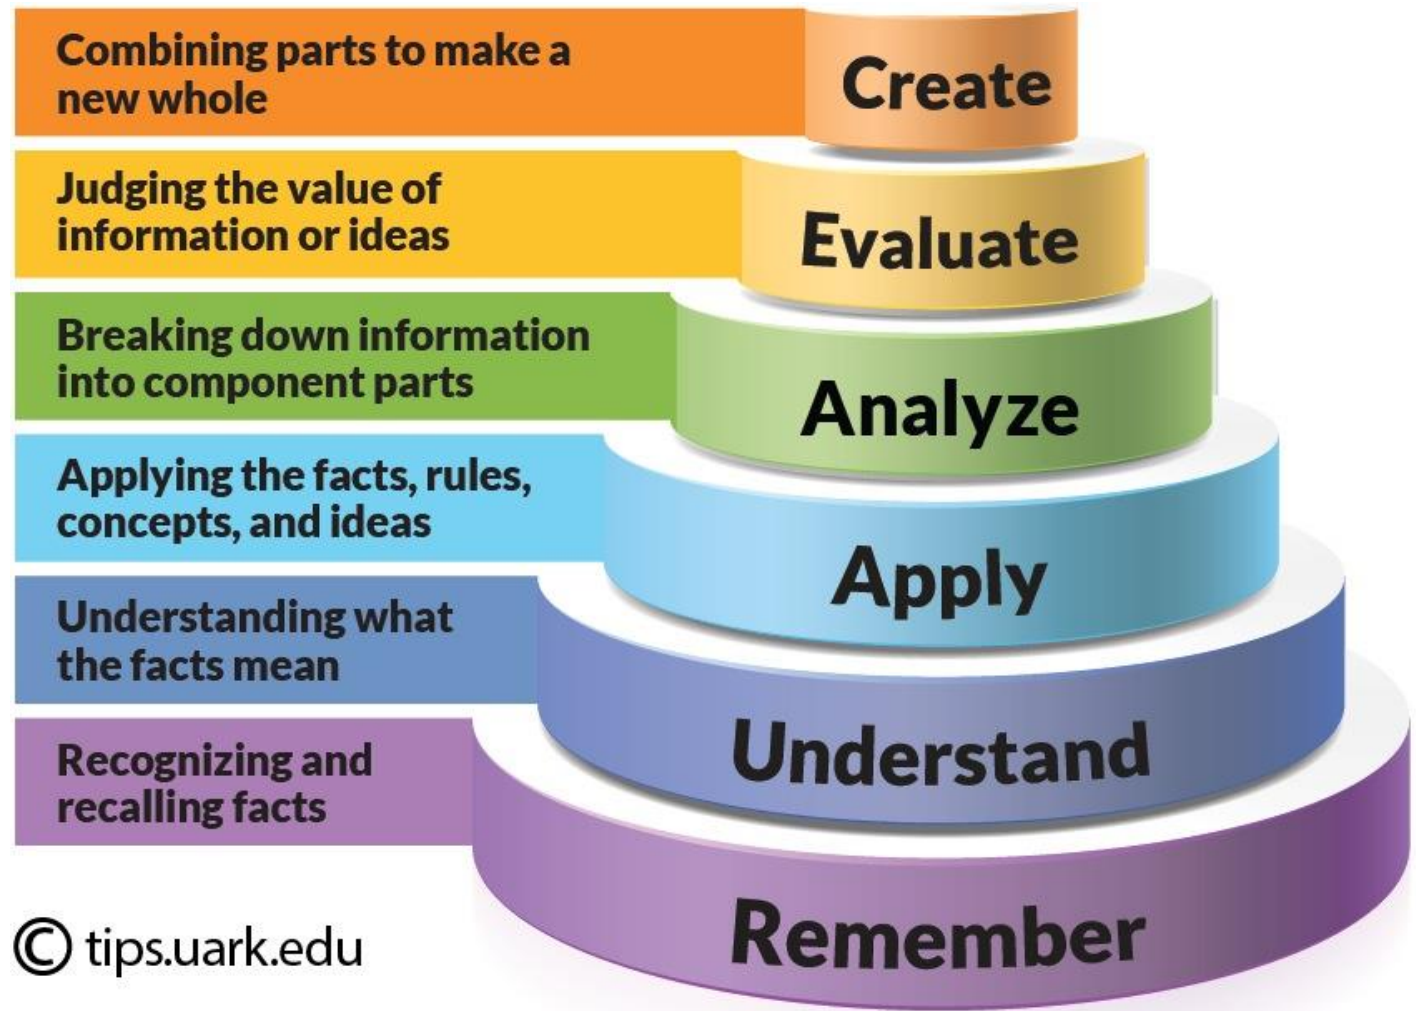 Combining parts to make a
new whole
Create
Judging the value of
information or ideas
Evaluate
Breaking down information
into component parts
Analyze
Applying the facts, rules,
concepts, and ideas
Apply
Understanding what
the facts mean
Understand
Recognizing and
recalling facts
Remember
© tips.uark.edu